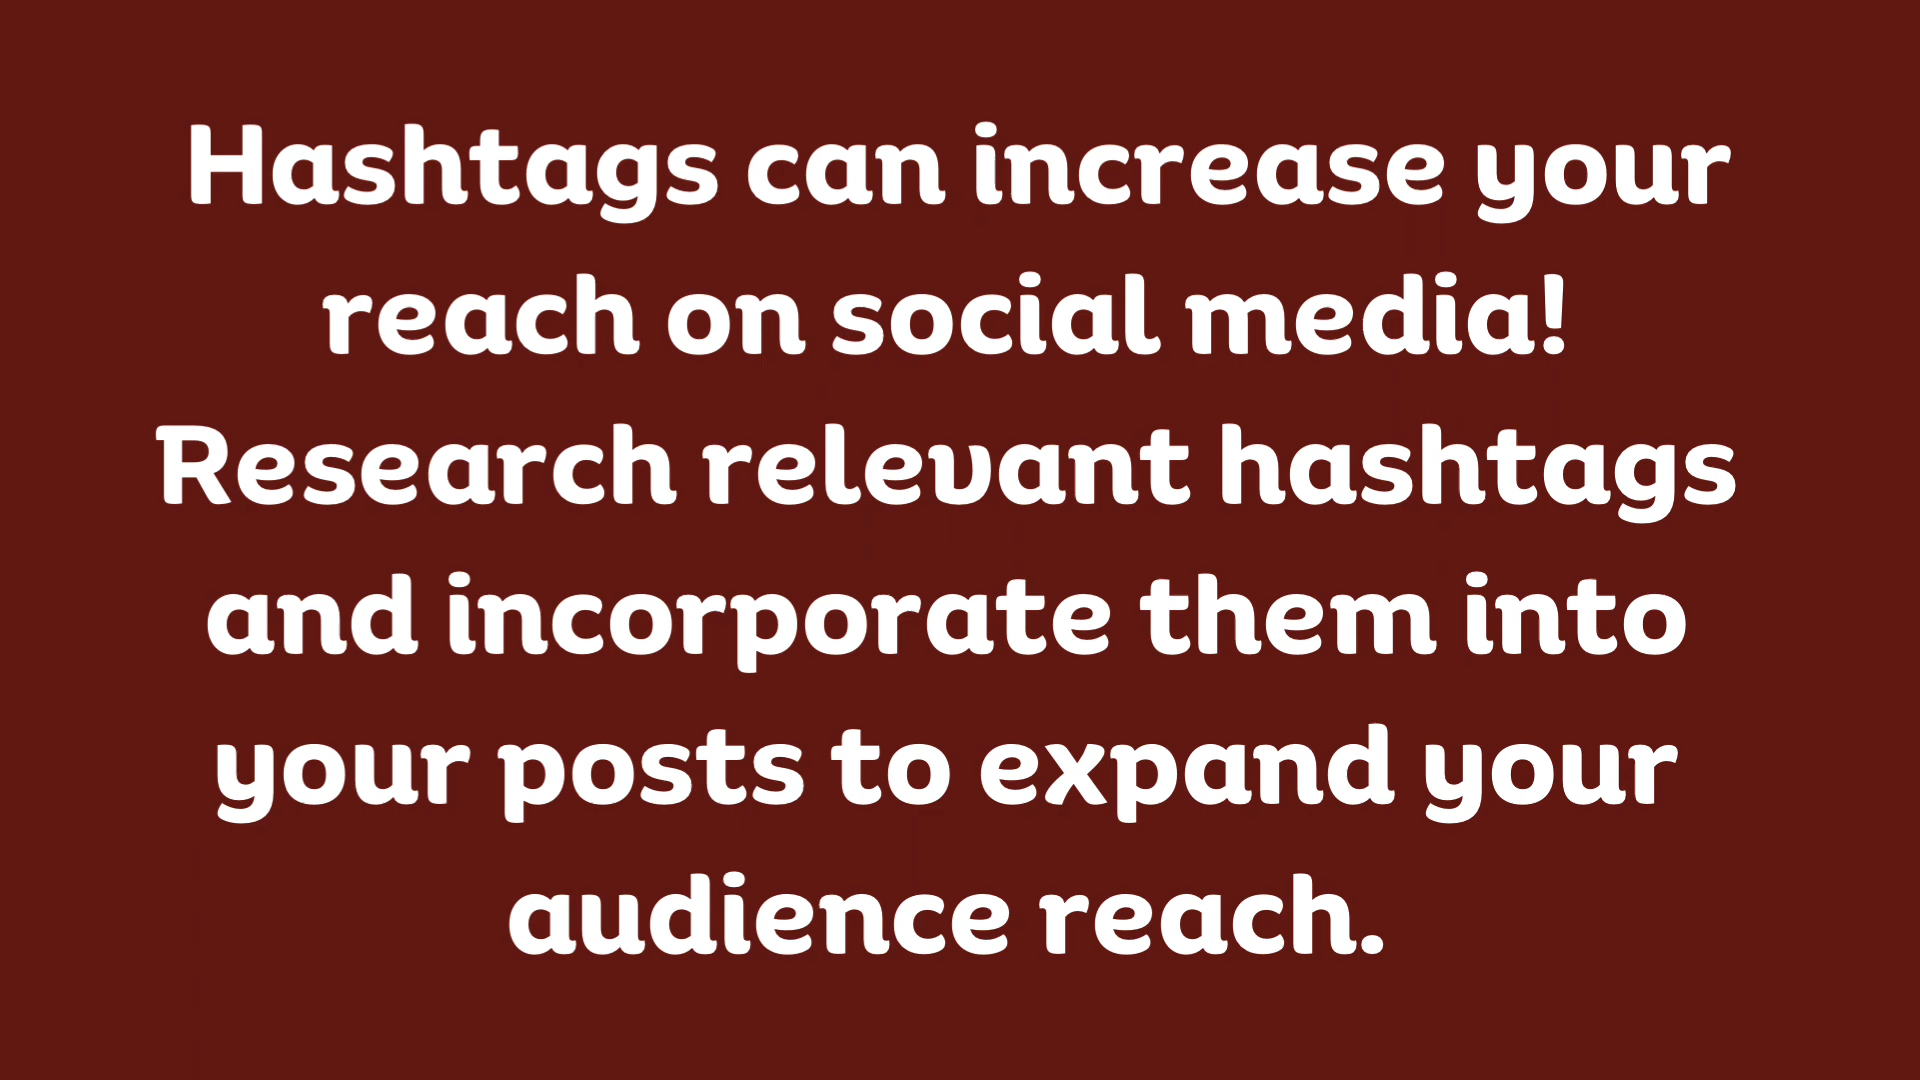 Hashtags can increase your
reach on social media!
Research relevant hashtags
and incorporate them into
your posts to expand your
audience reach.